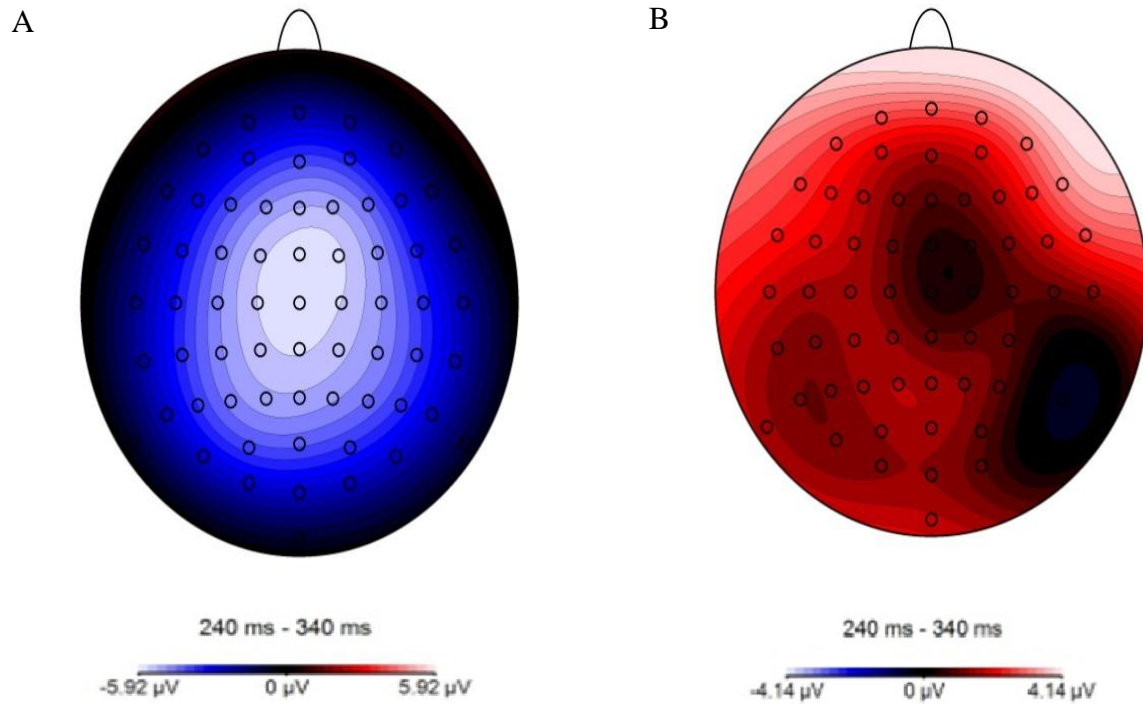 A
B
240 ms - 340 ms
-5.92 µV 0 µV 5.92 µV
240 ms - 340 ms
-4.14 µV 0 µV 4.14 µV